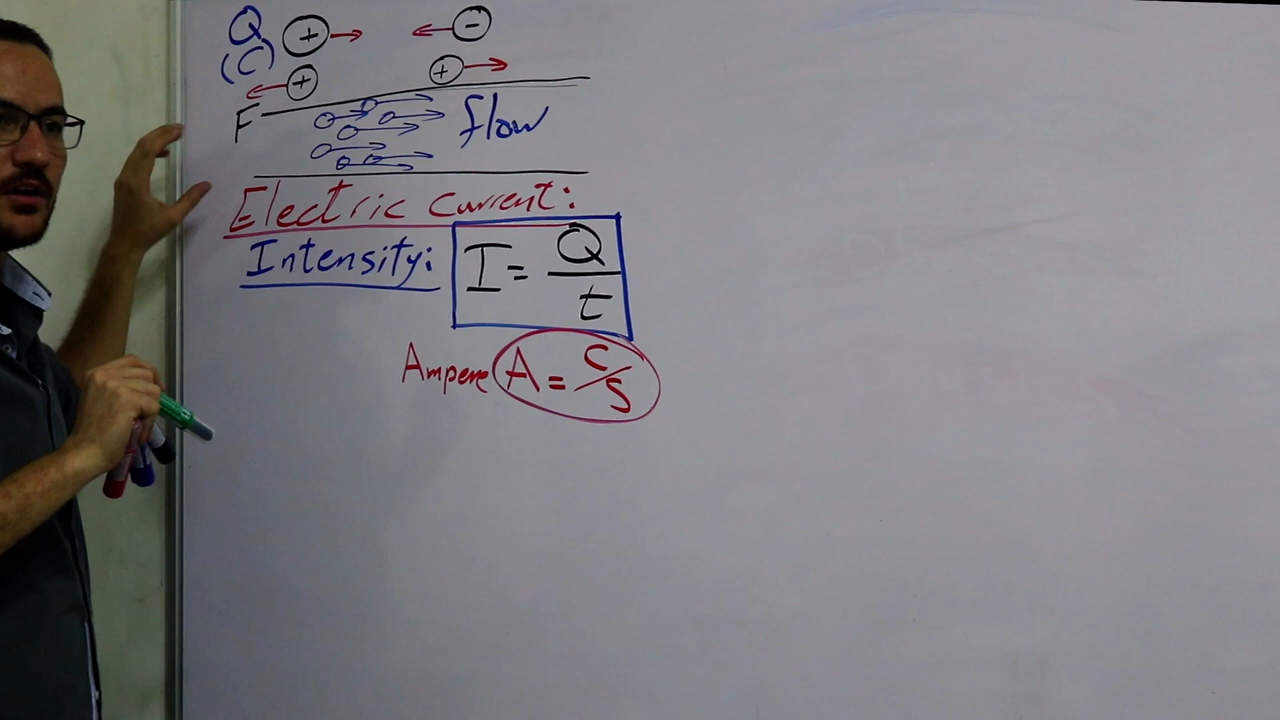 Q + -
(C) + +
F flow
Electric current:
Intensity: I = Q/t
Ampere A = C/S